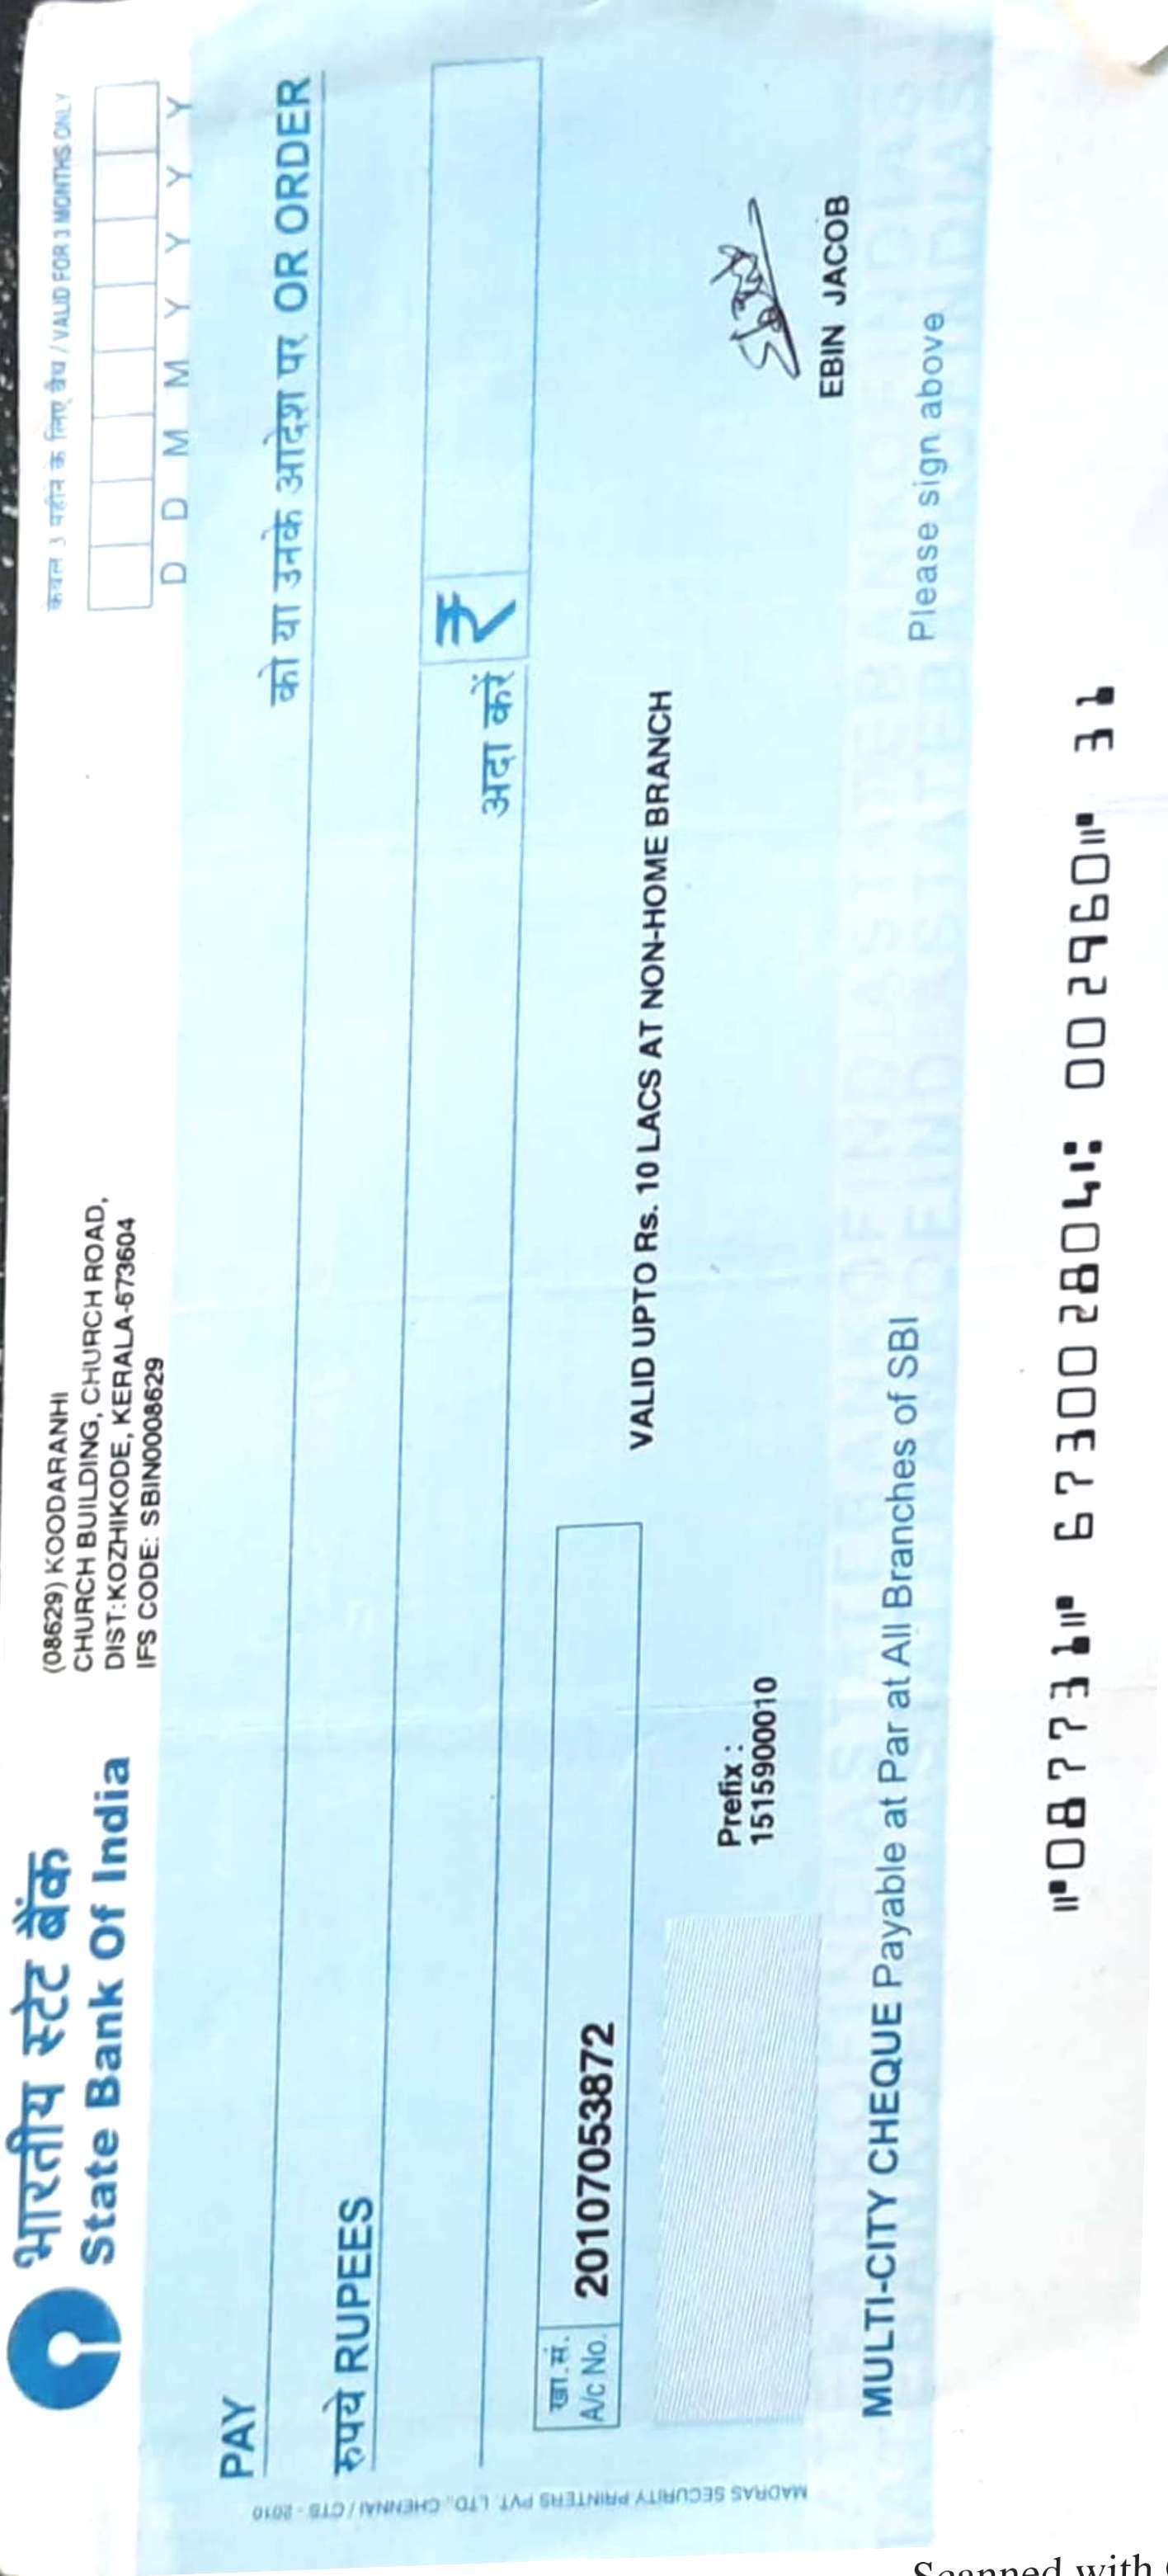 भारतीय स्टेट बैंक
State Bank Of India
(08629) KOODARANHI
CHURCH BUILDING, CHURCH ROAD,
DIST:KOZHIKODE, KERALA-673604
IFS CODE: SBIN0008629
केवल 3 महीने के लिए वैध / VALID FOR 3 MONTHS ONLY
D D M M Y Y Y Y
PAY
को या उनके आदेश पर OR ORDER
रुपये RUPEES
अदा करें ₹
खा.सं.
A/c No.
20107053872
VALID UPTO Rs. 10 LACS AT NON-HOME BRANCH
Prefix :
1515900010
EBIN JACOB
MULTI-CITY CHEQUE Payable at Par at All Branches of SBI
Please sign above
MADRAS SECURITY PRINTERS PVT. LTD., CHENNAI / CTS - 2010
⑈087731⑈ 673002804⑆ 002960⑈ 31
Scanned with